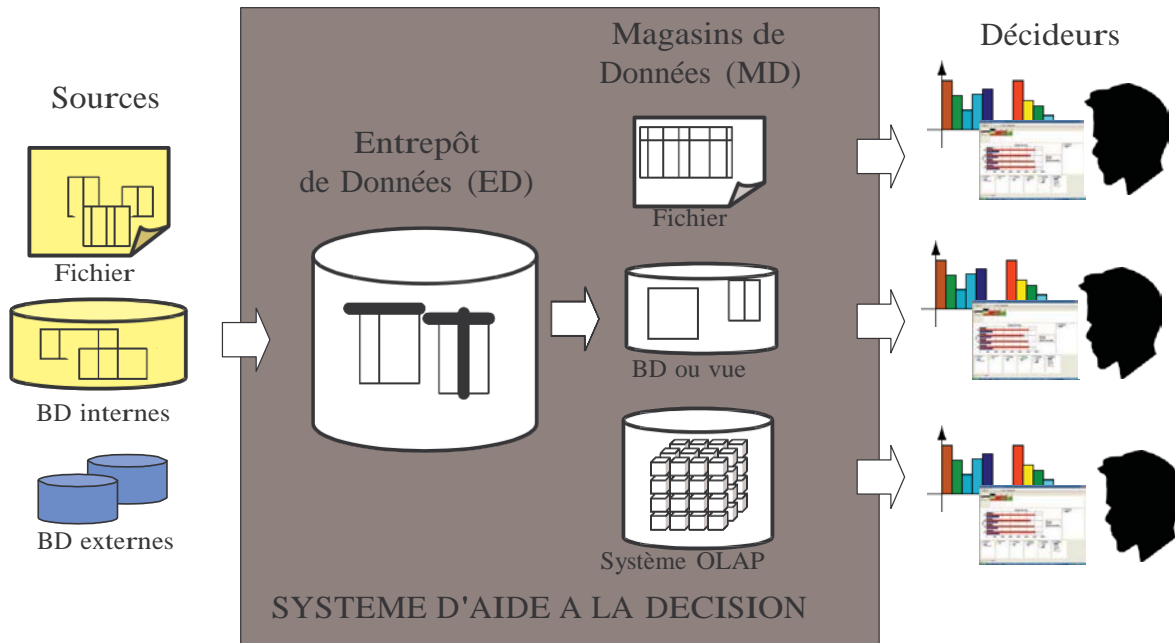 Sources
Fichier
BD internes
BD externes
Entrepôt
de Données (ED)
Magasins de
Données (MD)
Fichier
BD ou vue
Système OLAP
SYSTEME D'AIDE A LA DECISION
Décideurs